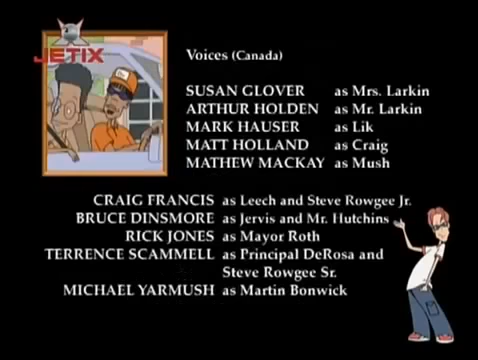 JETIX
Voices (Canada)
SUSAN GLOVER as Mrs. Larkin
ARTHUR HOLDEN as Mr. Larkin
MARK HAUSER as Lik
MATT HOLLAND as Craig
MATHEW MACKAY as Mush
CRAIG FRANCIS as Leech and Steve Rowgee Jr.
BRUCE DINSMORE as Jervis and Mr. Hutchins
RICK JONES as Mayor Roth
TERRENCE SCAMMELL as Principal DeRosa and
Steve Rowgee Sr.
MICHAEL YARMUSH as Martin Bonwick